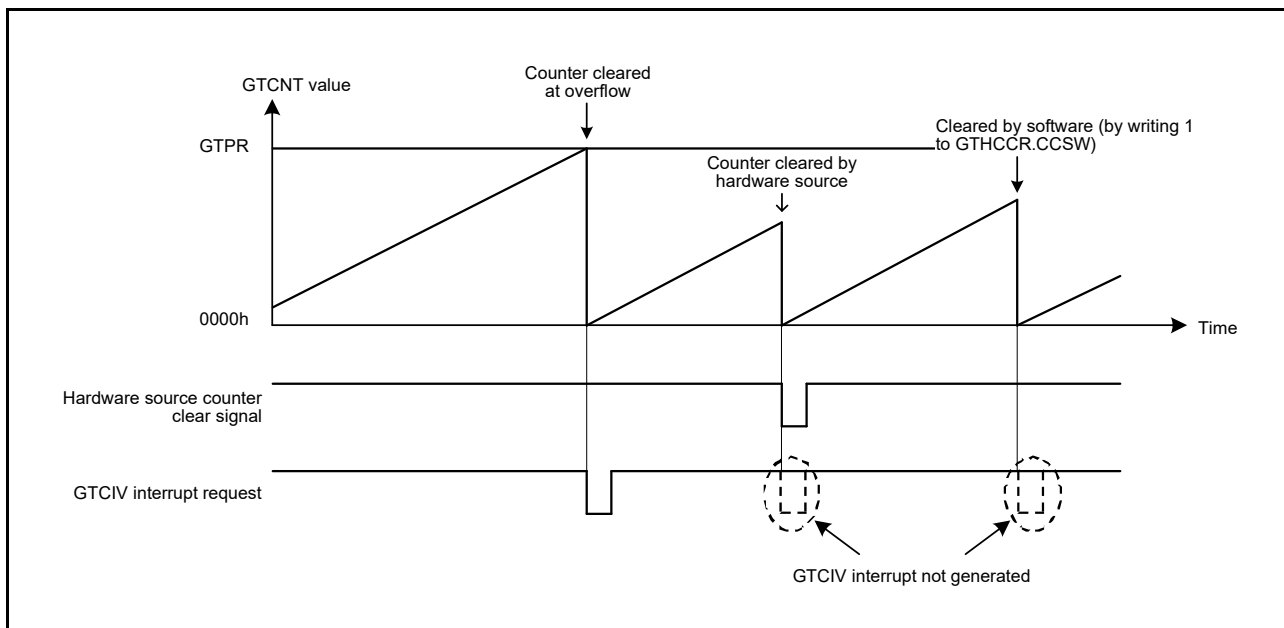 Counter cleared
at overflow
GTCNT value
Cleared by software (by writing 1
to GTHCCR.CCSW)
GTPR
Counter cleared by
hardware source
0000h
Time
Hardware source counter
clear signal
GTCIV interrupt request
GTCIV interrupt not generated